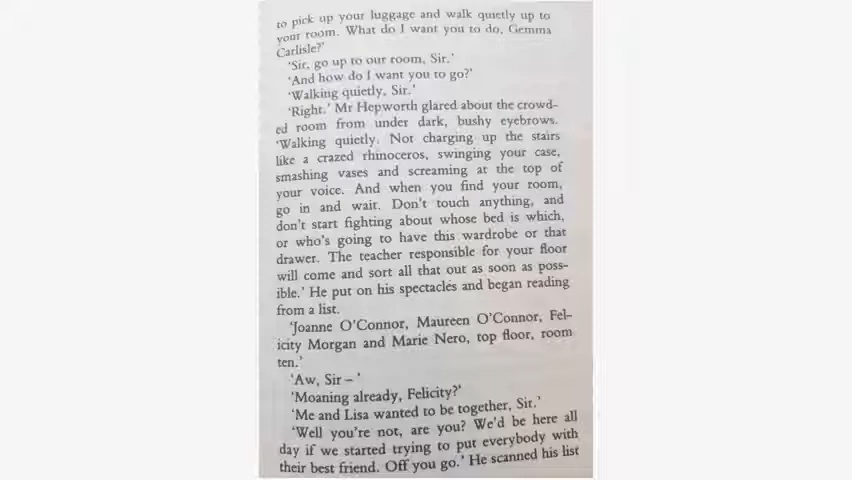 to pick up your luggage and walk quietly up to
your room. What do I want you to do, Gemma
Carlisle?'
'Sir, go up to our room, Sir.'
'And how do I want you to go?'
'Walking quietly, Sir.'
'Right.' Mr Hepworth glared about the crowd-
ed room from under dark, bushy eyebrows.
'Walking quietly. Not charging up the stairs
like a crazed rhinoceros, swinging your case,
smashing vases and screaming at the top of
your voice. And when you find your room,
go in and wait. Don't touch anything, and
don't start fighting about whose bed is which,
or who's going to have this wardrobe or that
drawer. The teacher responsible for your floor
will come and sort all that out as soon as poss-
ible.' He put on his spectacles and began reading
from a list.
'Joanne O'Connor, Maureen O'Connor, Fel-
icity Morgan and Marie Nero, top floor, room
ten.'
'Aw, Sir – '
'Moaning already, Felicity?'
'Me and Lisa wanted to be together, Sir.'
'Well you're not, are you? We'd be here all
day if we started trying to put everybody with
their best friend. Off you go.' He scanned his list